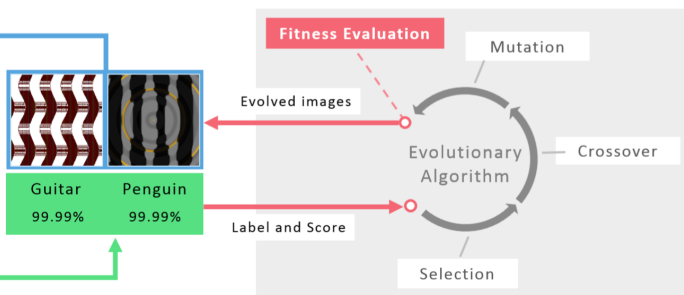 Fitness Evaluation
Mutation
Evolved images
Evolutionary
Algorithm
Crossover
Guitar Penguin
99.99% 99.99%
Label and Score
Selection